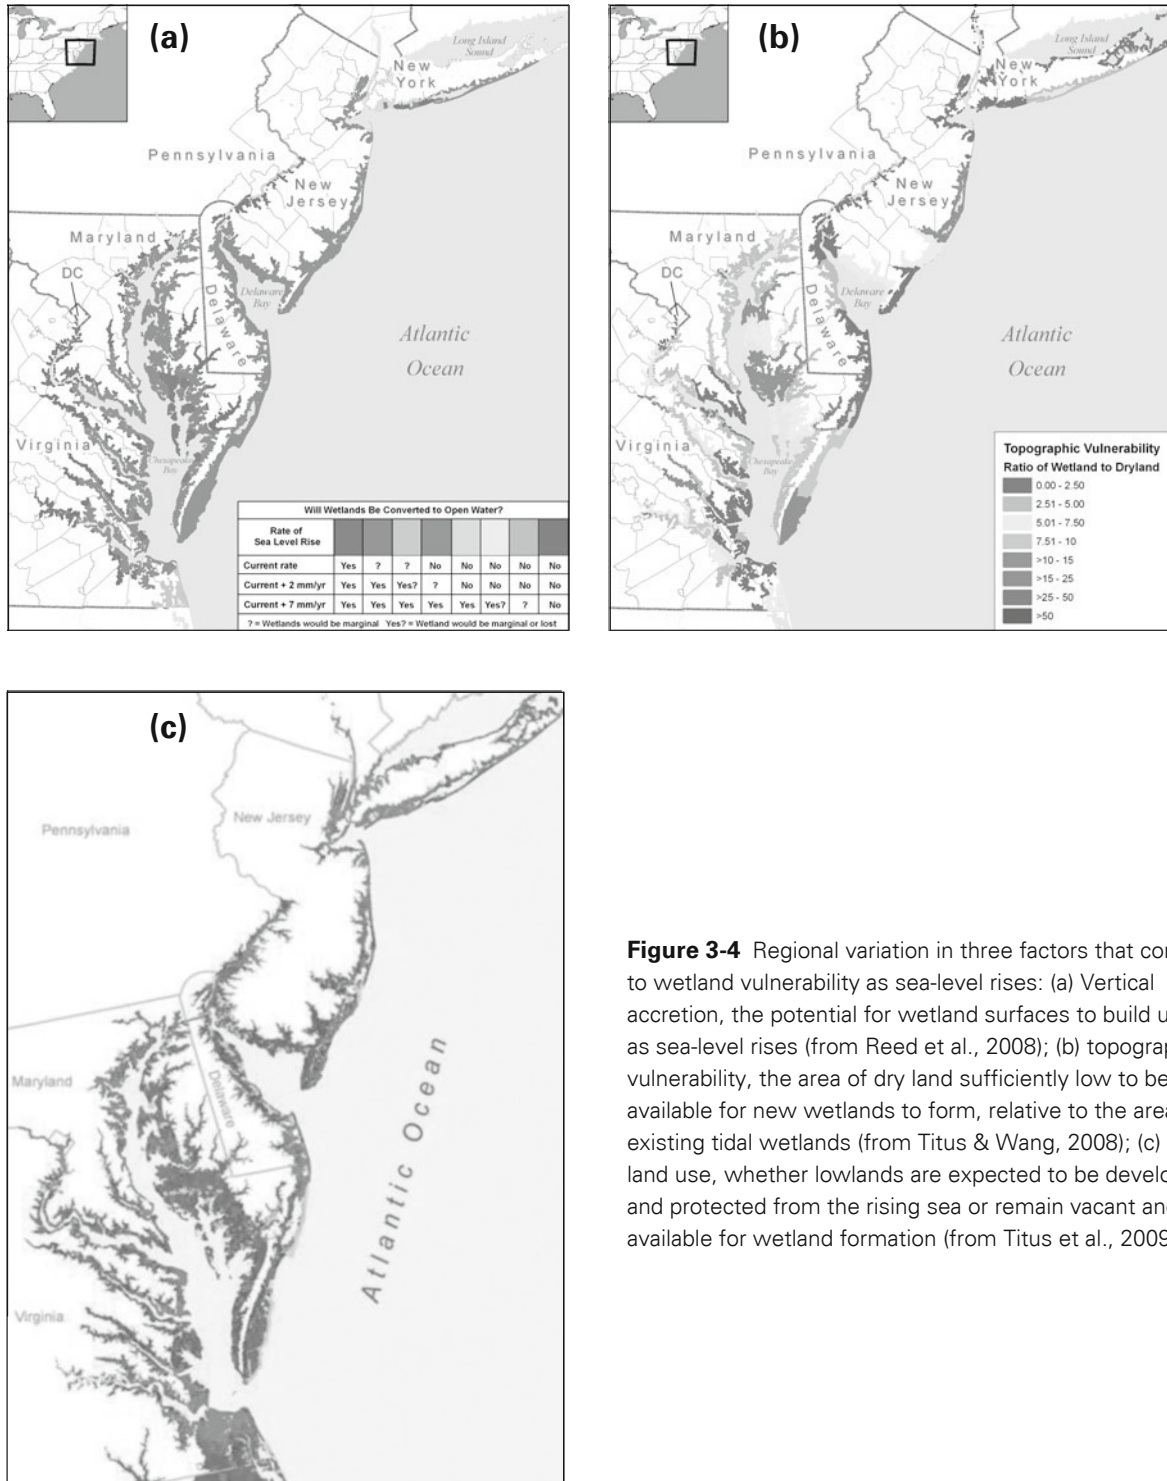 (a)
Long Island
Sound
New
York
Pennsylvania
New
Jersey
Maryland
DC
Delaware
Delaware
Bay
Atlantic
Ocean
Virginia
Chesapeake
Bay
Will Wetlands Be Converted to Open Water?
Rate of
Sea Level Rise
Current rate Yes ? ? No No No No No
Current + 2 mm/yr Yes Yes Yes? ? No No No No
Current + 7 mm/yr Yes Yes Yes Yes Yes Yes? ? No
? = Wetlands would be marginal Yes? = Wetland would be marginal or lost
(b)
Long Island
Sound
New
York
Pennsylvania
New
Jersey
Maryland
DC
Delaware
Delaware
Bay
Atlantic
Ocean
Virginia
Chesapeake
Bay
Topographic Vulnerability
Ratio of Wetland to Dryland
0.00 - 2.50
2.51 - 5.00
5.01 - 7.50
7.51 - 10
>10 - 15
>15 - 25
>25 - 50
>50
(c)
New Jersey
Pennsylvania
Maryland
Delaware
Atlantic Ocean
Virginia
Figure 3-4 Regional variation in three factors that con
to wetland vulnerability as sea-level rises: (a) Vertical
accretion, the potential for wetland surfaces to build u
as sea-level rises (from Reed et al., 2008); (b) topograp
vulnerability, the area of dry land sufficiently low to be
available for new wetlands to form, relative to the area
existing tidal wetlands (from Titus & Wang, 2008); (c)
land use, whether lowlands are expected to be develo
and protected from the rising sea or remain vacant and
available for wetland formation (from Titus et al., 2009